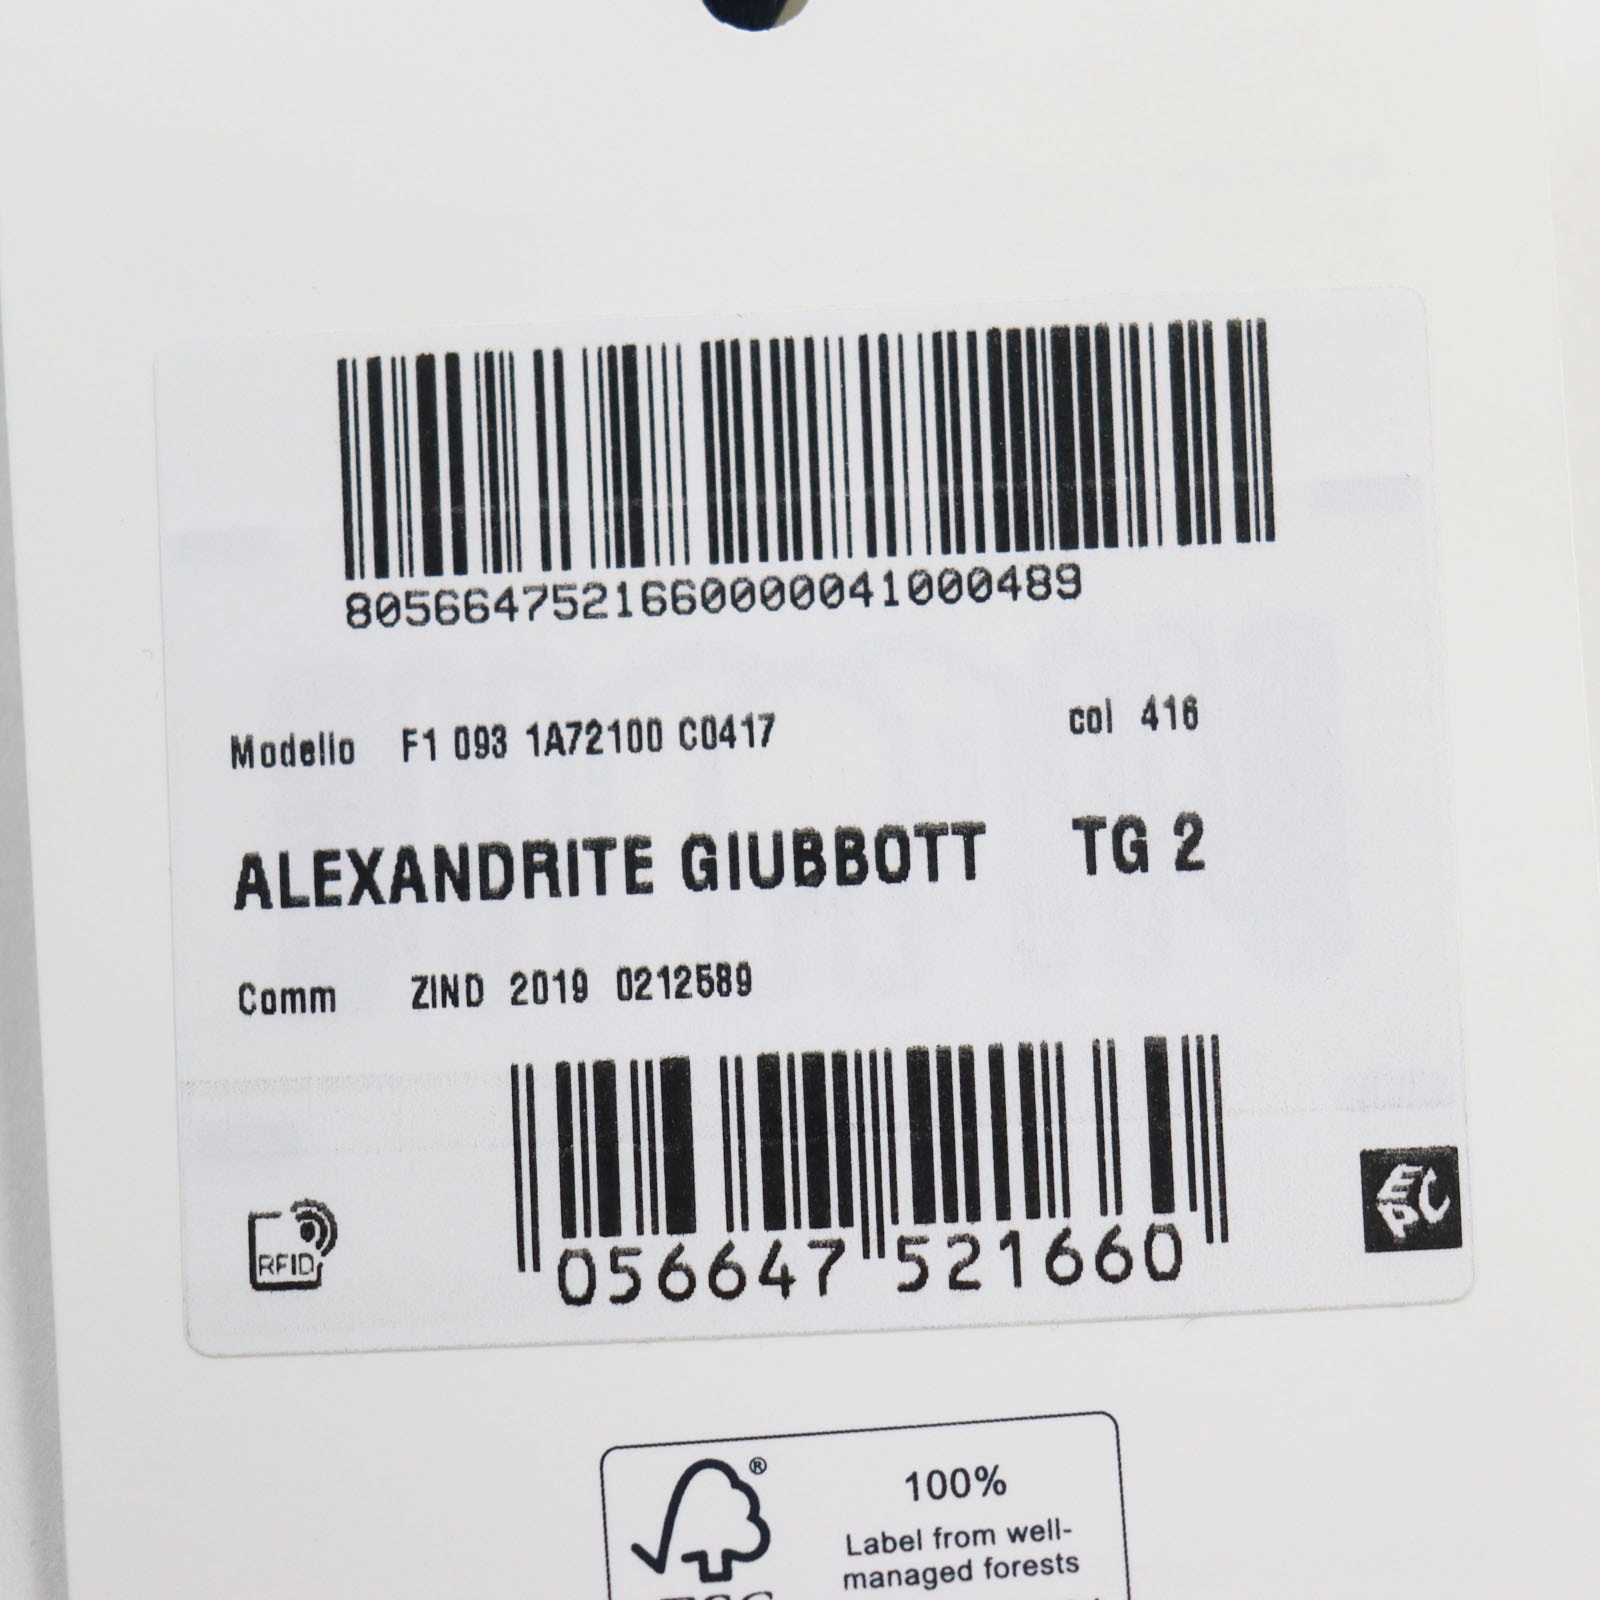 8056647521660000041000489
Modello F1 093 1A72100 C0417 col 416
ALEXANDRITE GIUBBOTT TG 2
Comm ZIND 2019 0212589
RFID
056647 521660
EPC
®
100%
Label from well-
managed forests